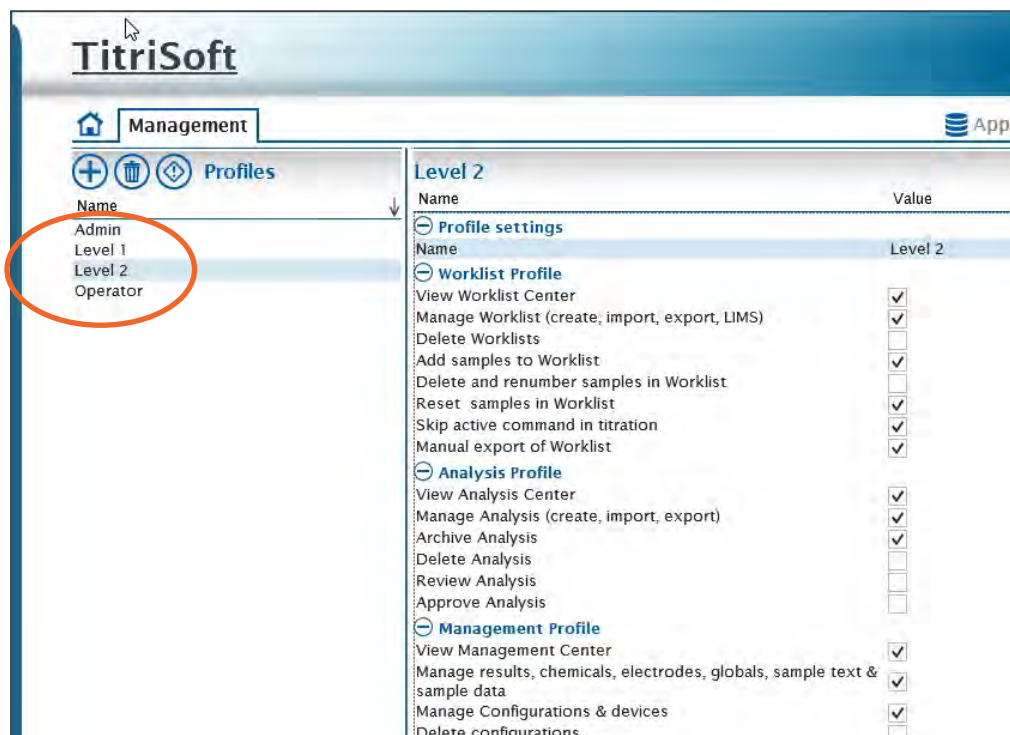 TitriSoft
Management
App
Profiles
Name
Admin
Level 1
Level 2
Operator
Level 2
Name Value
Profile settings
Name Level 2
Worklist Profile
View Worklist Center
Manage Worklist (create, import, export, LIMS)
Delete Worklists
Add samples to Worklist
Delete and renumber samples in Worklist
Reset samples in Worklist
Skip active command in titration
Manual export of Worklist
Analysis Profile
View Analysis Center
Manage Analysis (create, import, export)
Archive Analysis
Delete Analysis
Review Analysis
Approve Analysis
Management Profile
View Management Center
Manage results, chemicals, electrodes, globals, sample text &
sample data
Manage Configurations & devices
Delete configurations